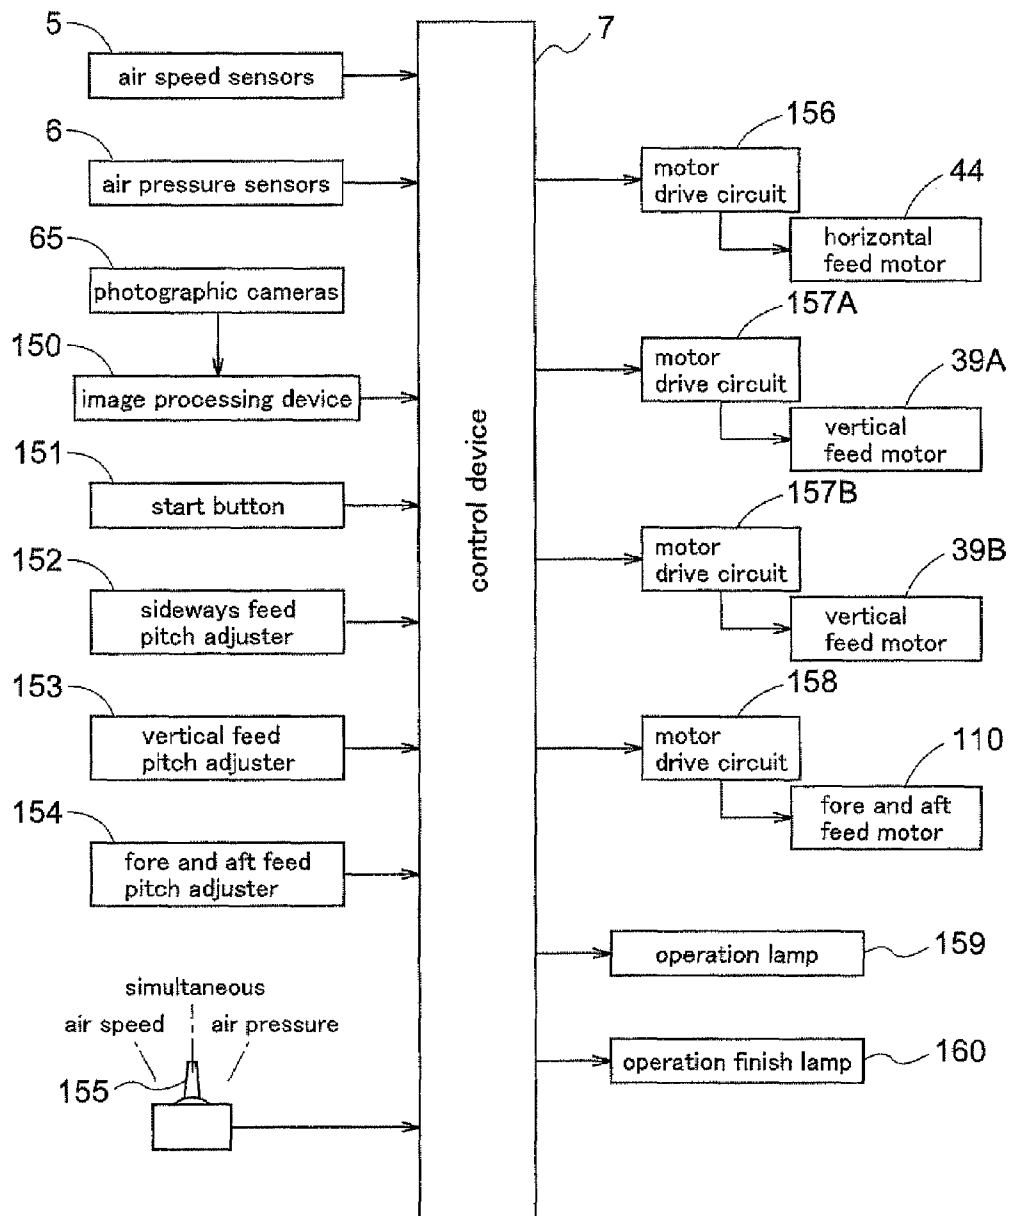 5
air speed sensors
6
air pressure sensors
65
photographic cameras
150
image processing device
151
start button
152
sideways feed
pitch adjuster
153
vertical feed
pitch adjuster
154
fore and aft feed
pitch adjuster
simultaneous
air speed
air pressure
155
control device
7
156
motor
drive circuit
44
horizontal
feed motor
157A
motor
drive circuit
39A
vertical
feed motor
157B
motor
drive circuit
39B
vertical
feed motor
158
motor
drive circuit
110
fore and aft
feed motor
operation lamp
159
operation finish lamp
160